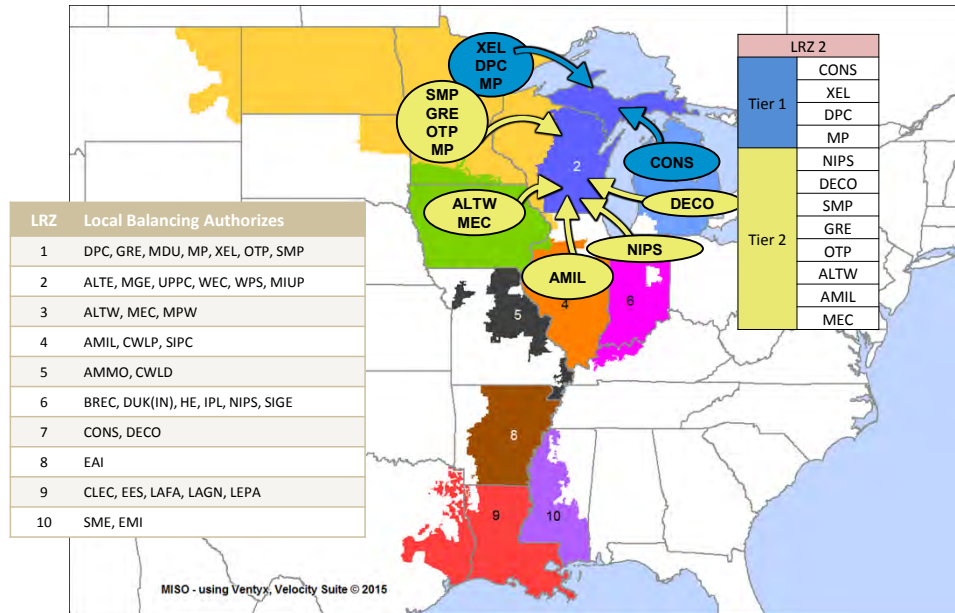 XEL
DPC
MP
SMP
GRE
OTP
MP
CONS
ALTW
MEC
DECO
NIPS
AMIL
2
4
5
6
8
9
10
LRZ 2
Tier 1
CONS
XEL
DPC
MP
Tier 2
NIPS
DECO
SMP
GRE
OTP
ALTW
AMIL
MEC
LRZ Local Balancing Authorizes
1 DPC, GRE, MDU, MP, XEL, OTP, SMP
2 ALTE, MGE, UPPC, WEC, WPS, MIUP
3 ALTW, MEC, MPW
4 AMIL, CWLP, SIPC
5 AMMO, CWLD
6 BREC, DUK(IN), HE, IPL, NIPS, SIGE
7 CONS, DECO
8 EAI
9 CLEC, EES, LAFA, LAGN, LEPA
10 SME, EMI
MISO - using Ventyx, Velocity Suite © 2015